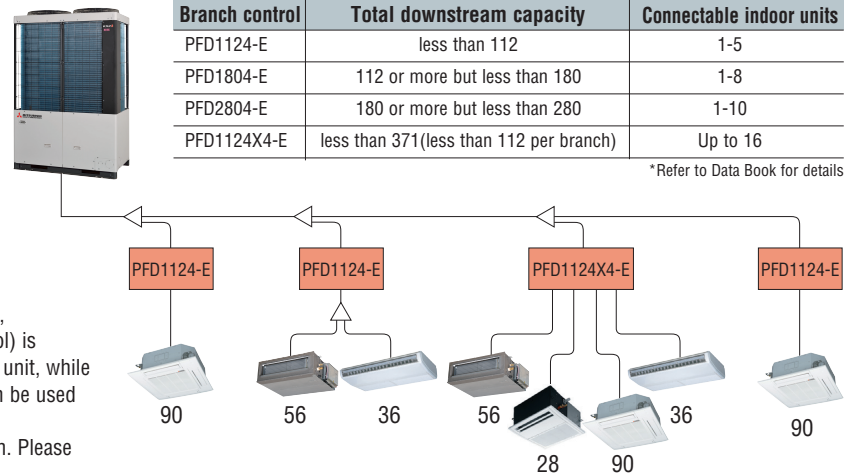 Branch control Total downstream capacity Connectable indoor units
PFD1124-E less than 112 1-5
PFD1804-E 112 or more but less than 180 1-8
PFD2804-E 180 or more but less than 280 1-10
PFD1124X4-E less than 371(less than 112 per branch) Up to 16
*Refer to Data Book for details
PFD1124-E PFD1124-E PFD1124X4-E PFD1124-E
,
ol) is
unit, while
n be used
n. Please
90 56 36 56 36 90
28 90